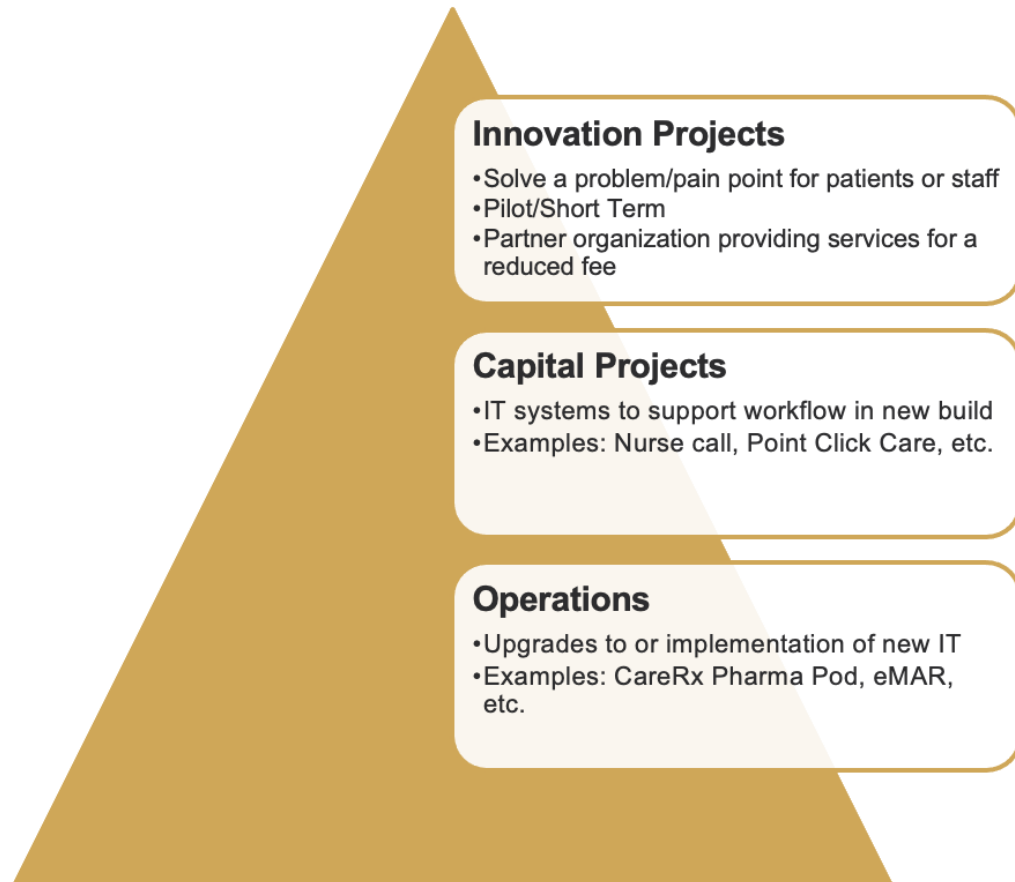 Innovation Projects
•Solve a problem/pain point for patients or staff
•Pilot/Short Term
•Partner organization providing services for a
reduced fee
Capital Projects
•IT systems to support workflow in new build
•Examples: Nurse call, Point Click Care, etc.
Operations
•Upgrades to or implementation of new IT
•Examples: CareRx Pharma Pod, eMAR,
etc.